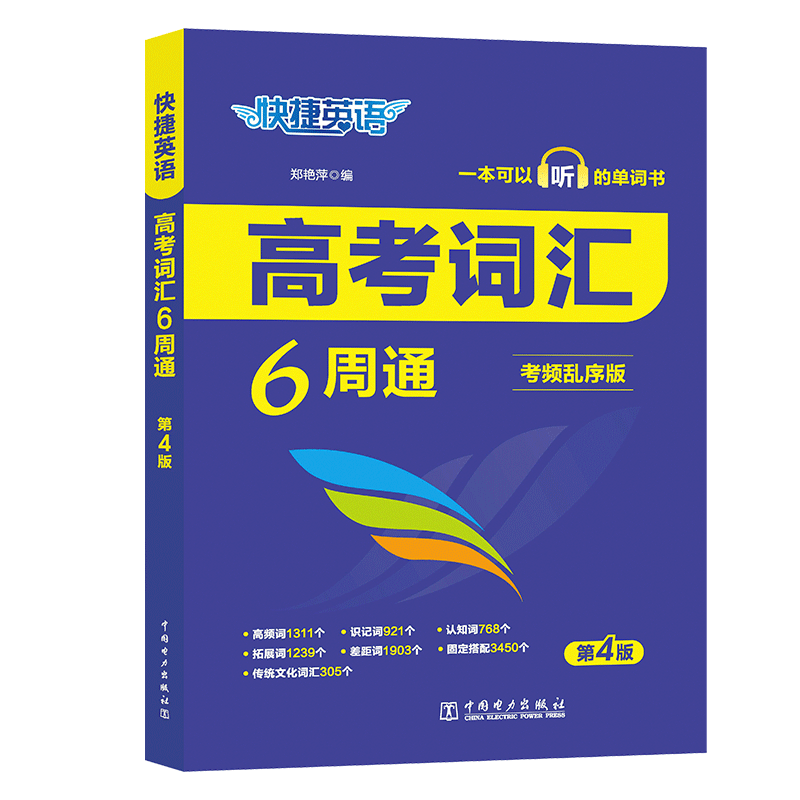 快捷英语
高考词汇6周通
第4版
中国电力出版社
快捷英语
郑艳萍◎编
一本可以听的单词书
高考词汇
6周通
考频乱序版
• 高频词1311个 • 识记词921个 • 认知词768个
• 拓展词1239个 • 差距词1903个 • 固定搭配3450个
• 传统文化词汇305个
第4版
中国电力出版社
CHINA ELECTRIC POWER PRESS